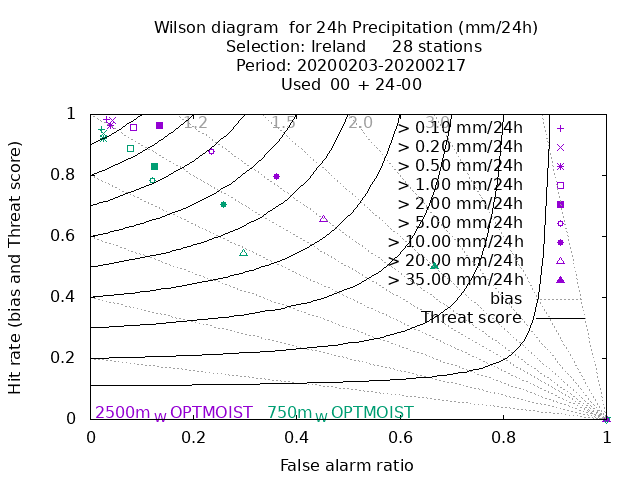 Wilson diagram  for 24h Precipitation (mm/24h)
Selection: Ireland     28 stations
Period: 20200203-20200217
Used  00 + 24-00
Hit rate (bias and Threat score)
1
0.8
0.6
0.4
0.2
0
1.2
1.5
2.0
3.0
> 0.10 mm/24h
> 0.20 mm/24h
> 0.50 mm/24h
> 1.00 mm/24h
> 2.00 mm/24h
> 5.00 mm/24h
> 10.00 mm/24h
> 20.00 mm/24h
> 35.00 mm/24h
bias
Threat score
2500m_WOPTMOIST 750m_WOPTMOIST
0 0.2 0.4 0.6 0.8 1
False alarm ratio